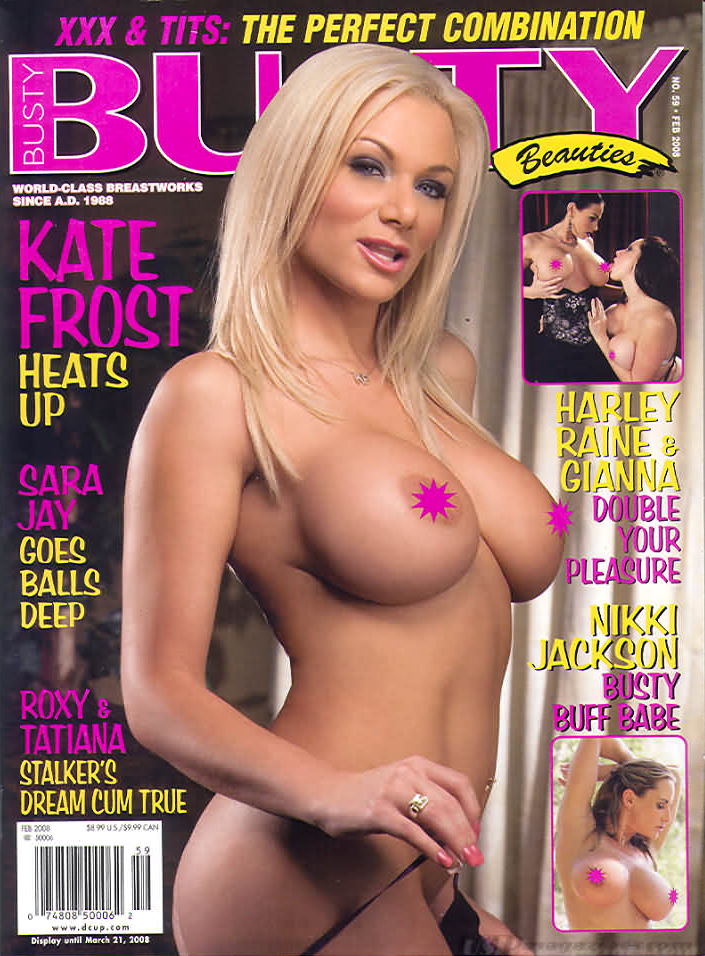 XXX & TITS: THE PERFECT COMBINATION
BUSTY
BUSTY
Beauties
NO. 59 • FEB 2008
WORLD-CLASS BREASTWORKS
SINCE A.D. 1988
KATE
FROST
HEATS
UP
SARA
JAY
GOES
BALLS
DEEP
ROXY &
TATIANA
STALKER'S
DREAM CUM TRUE
HARLEY
RAINE &
GIANNA
DOUBLE
YOUR
PLEASURE
NIKKI
JACKSON
BUSTY
BUFF BABE
FEB 2008 $8.99 U.S./$9.99 CAN
50006
59
0 74808 50006 2
www.dcup.com
Display until March 21, 2008